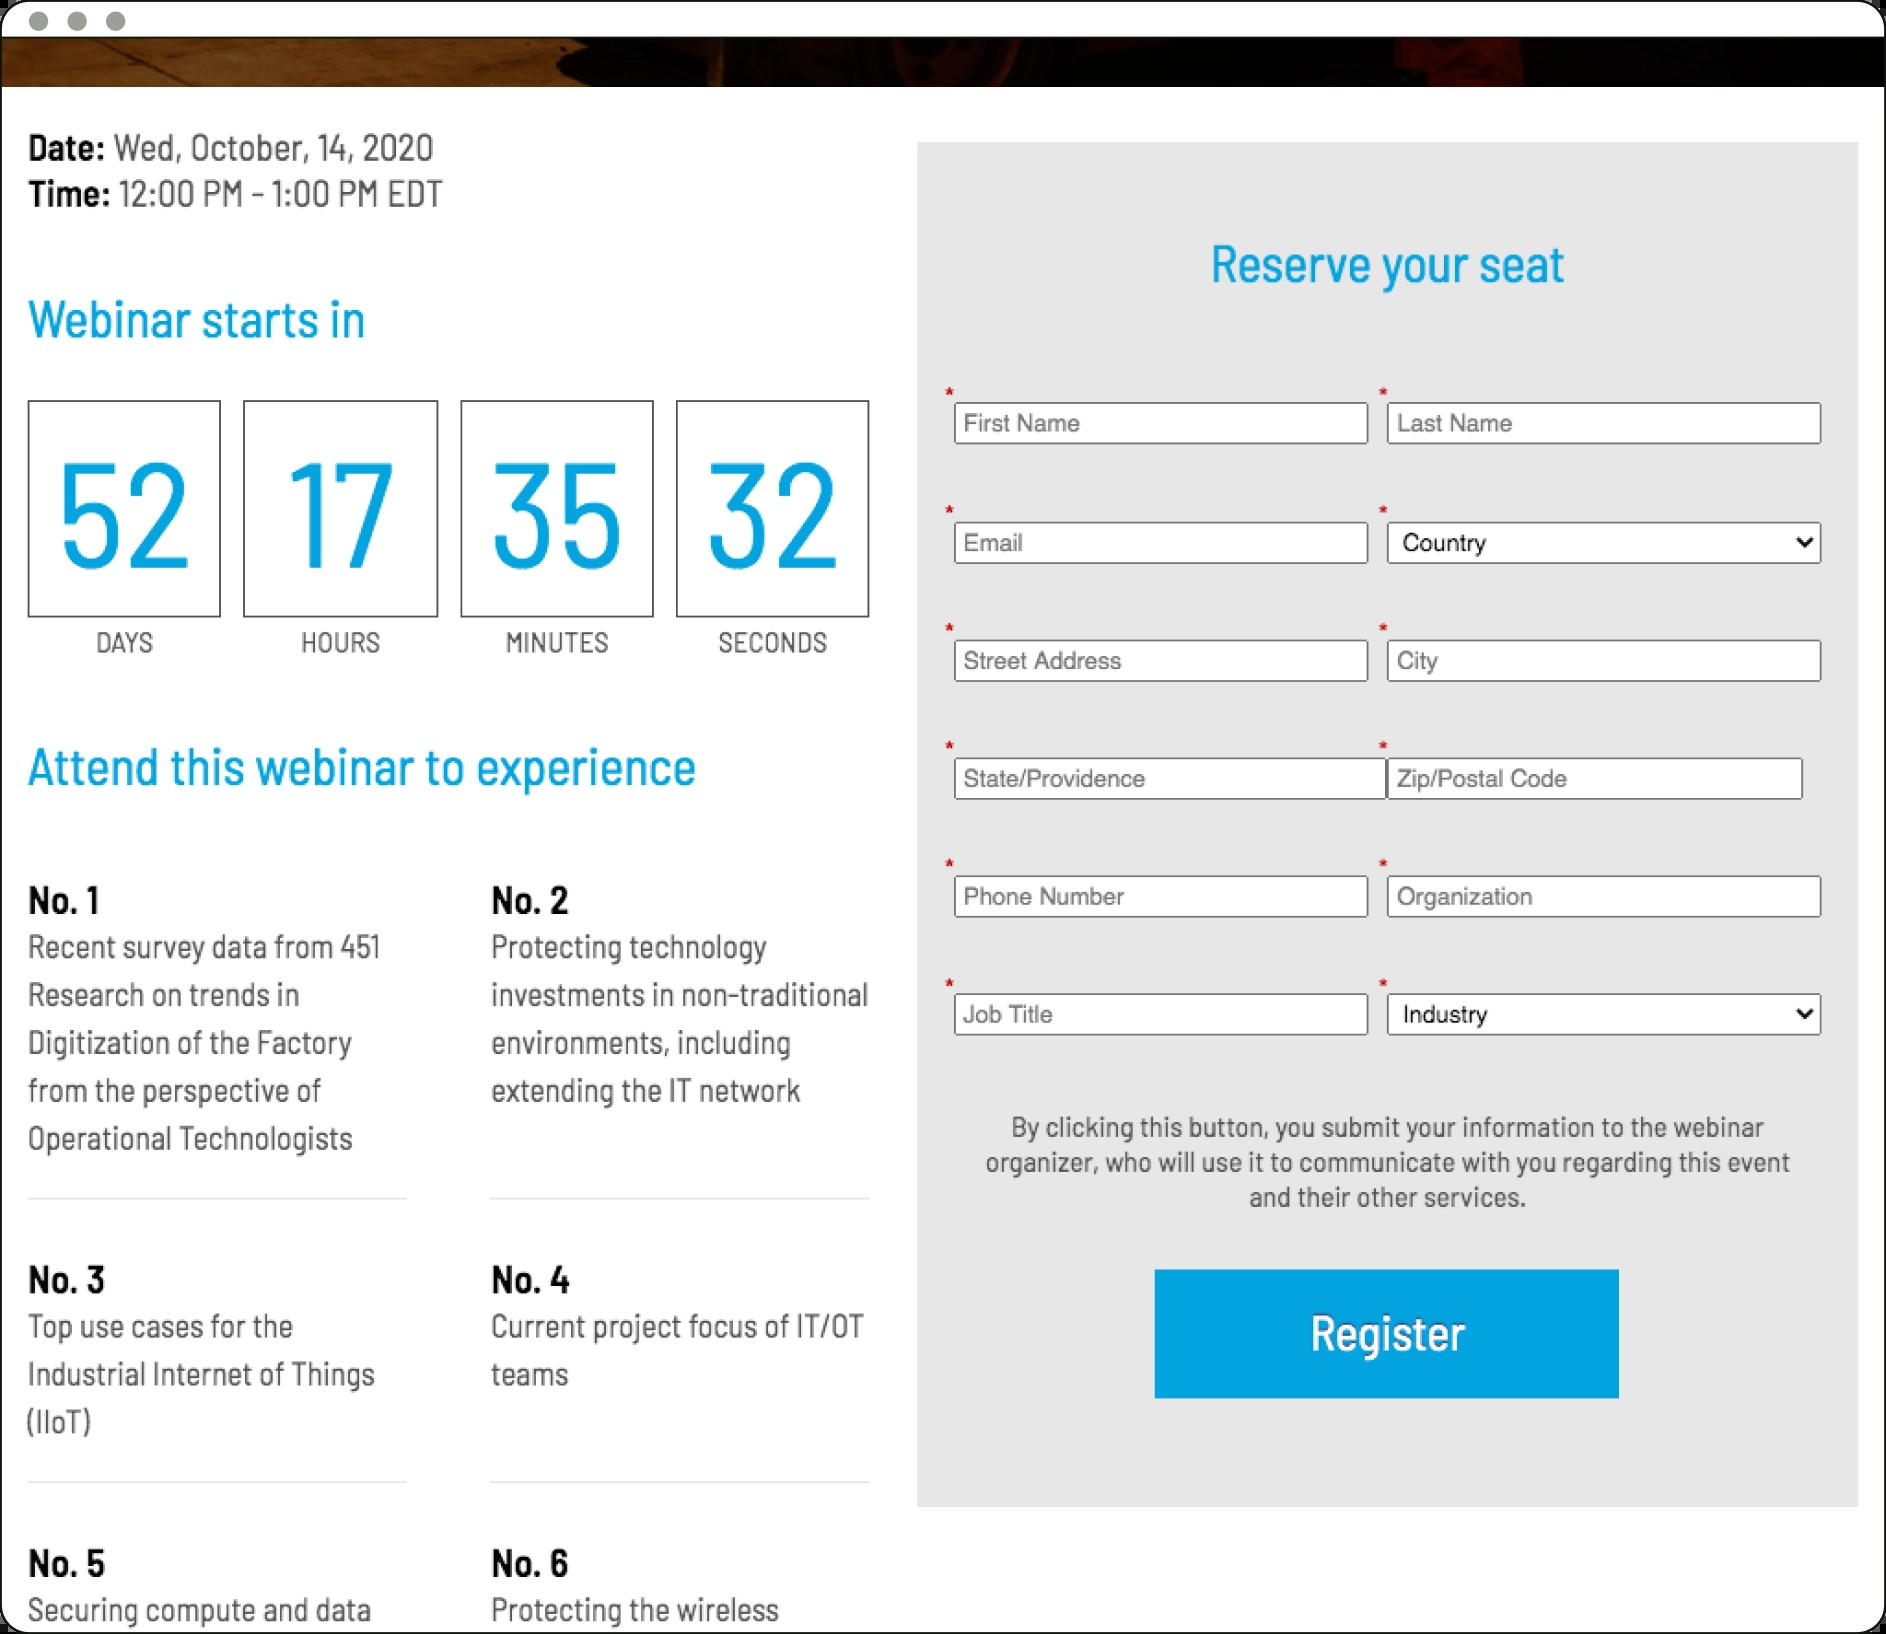 Date: Wed, October, 14, 2020
Time: 12:00 PM - 1:00 PM EDT
Webinar starts in
52 17 35 32
DAYS HOURS MINUTES SECONDS
Attend this webinar to experience
No. 1
Recent survey data from 451
Research on trends in
Digitization of the Factory
from the perspective of
Operational Technologists
No. 2
Protecting technology
investments in non-traditional
environments, including
extending the IT network
No. 3
Top use cases for the
Industrial Internet of Things
(IIoT)
No. 4
Current project focus of IT/OT
teams
No. 5
Securing compute and data
No. 6
Protecting the wireless
Reserve your seat
* *
First Name Last Name
* *
Email Country
* *
Street Address City
* *
State/Providence Zip/Postal Code
* *
Phone Number Organization
* *
Job Title Industry
By clicking this button, you submit your information to the webinar
organizer, who will use it to communicate with you regarding this event
and their other services.
Register